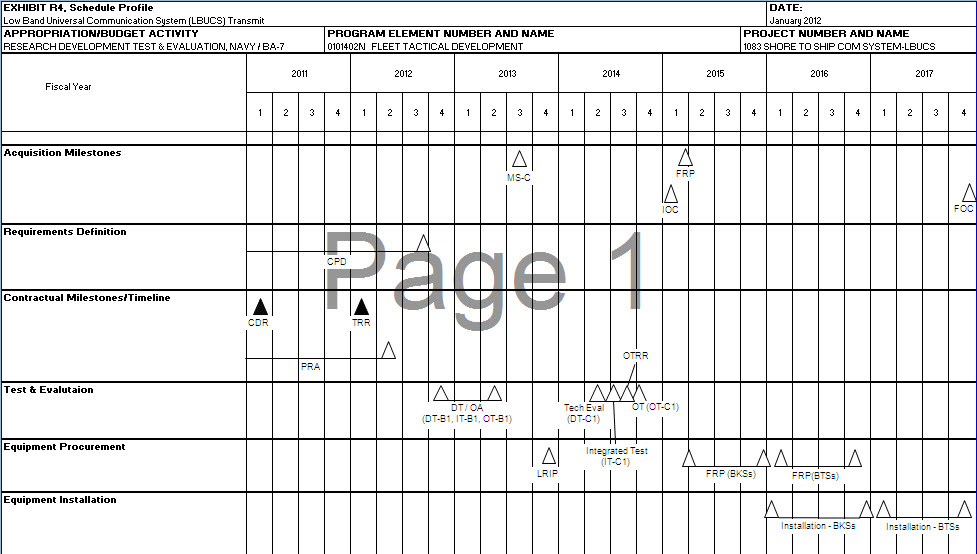 EXHIBIT R4, Schedule Profile
Low Band Universal Communication System (LBUCS) Transmit
DATE:
January 2012
APPROPRIATION/BUDGET ACTIVITY
RESEARCH DEVELOPMENT TEST & EVALUATION, NAVY / BA-7
PROGRAM ELEMENT NUMBER AND NAME
0101402N FLEET TACTICAL DEVELOPMENT
PROJECT NUMBER AND NAME
1083 SHORE TO SHIP COM SYSTEM-LBUCS
Fiscal Year
2011 2012 2013 2014 2015 2016 2017
1 2 3 4 1 2 3 4 1 2 3 4 1 2 3 4 1 2 3 4 1 2 3 4 1 2 3 4
Acquisition Milestones
MS-C
FRP
IOC
FOC
Requirements Definition
CPD
Page 1
Contractual Milestones/Timeline
CDR
TRR
PRA
OTRR
Test & Evalutaion
DT / OA
(DT-B1, IT-B1, OT-B1)
Tech Eval
(DT-C1)
OT (OT-C1)
Integrated Test
(IT-C1)
Equipment Procurement
LRIP
FRP (BKSs)
FRP(BTSs)
Equipment Installation
Installation - BKSs
Installation - BTSs